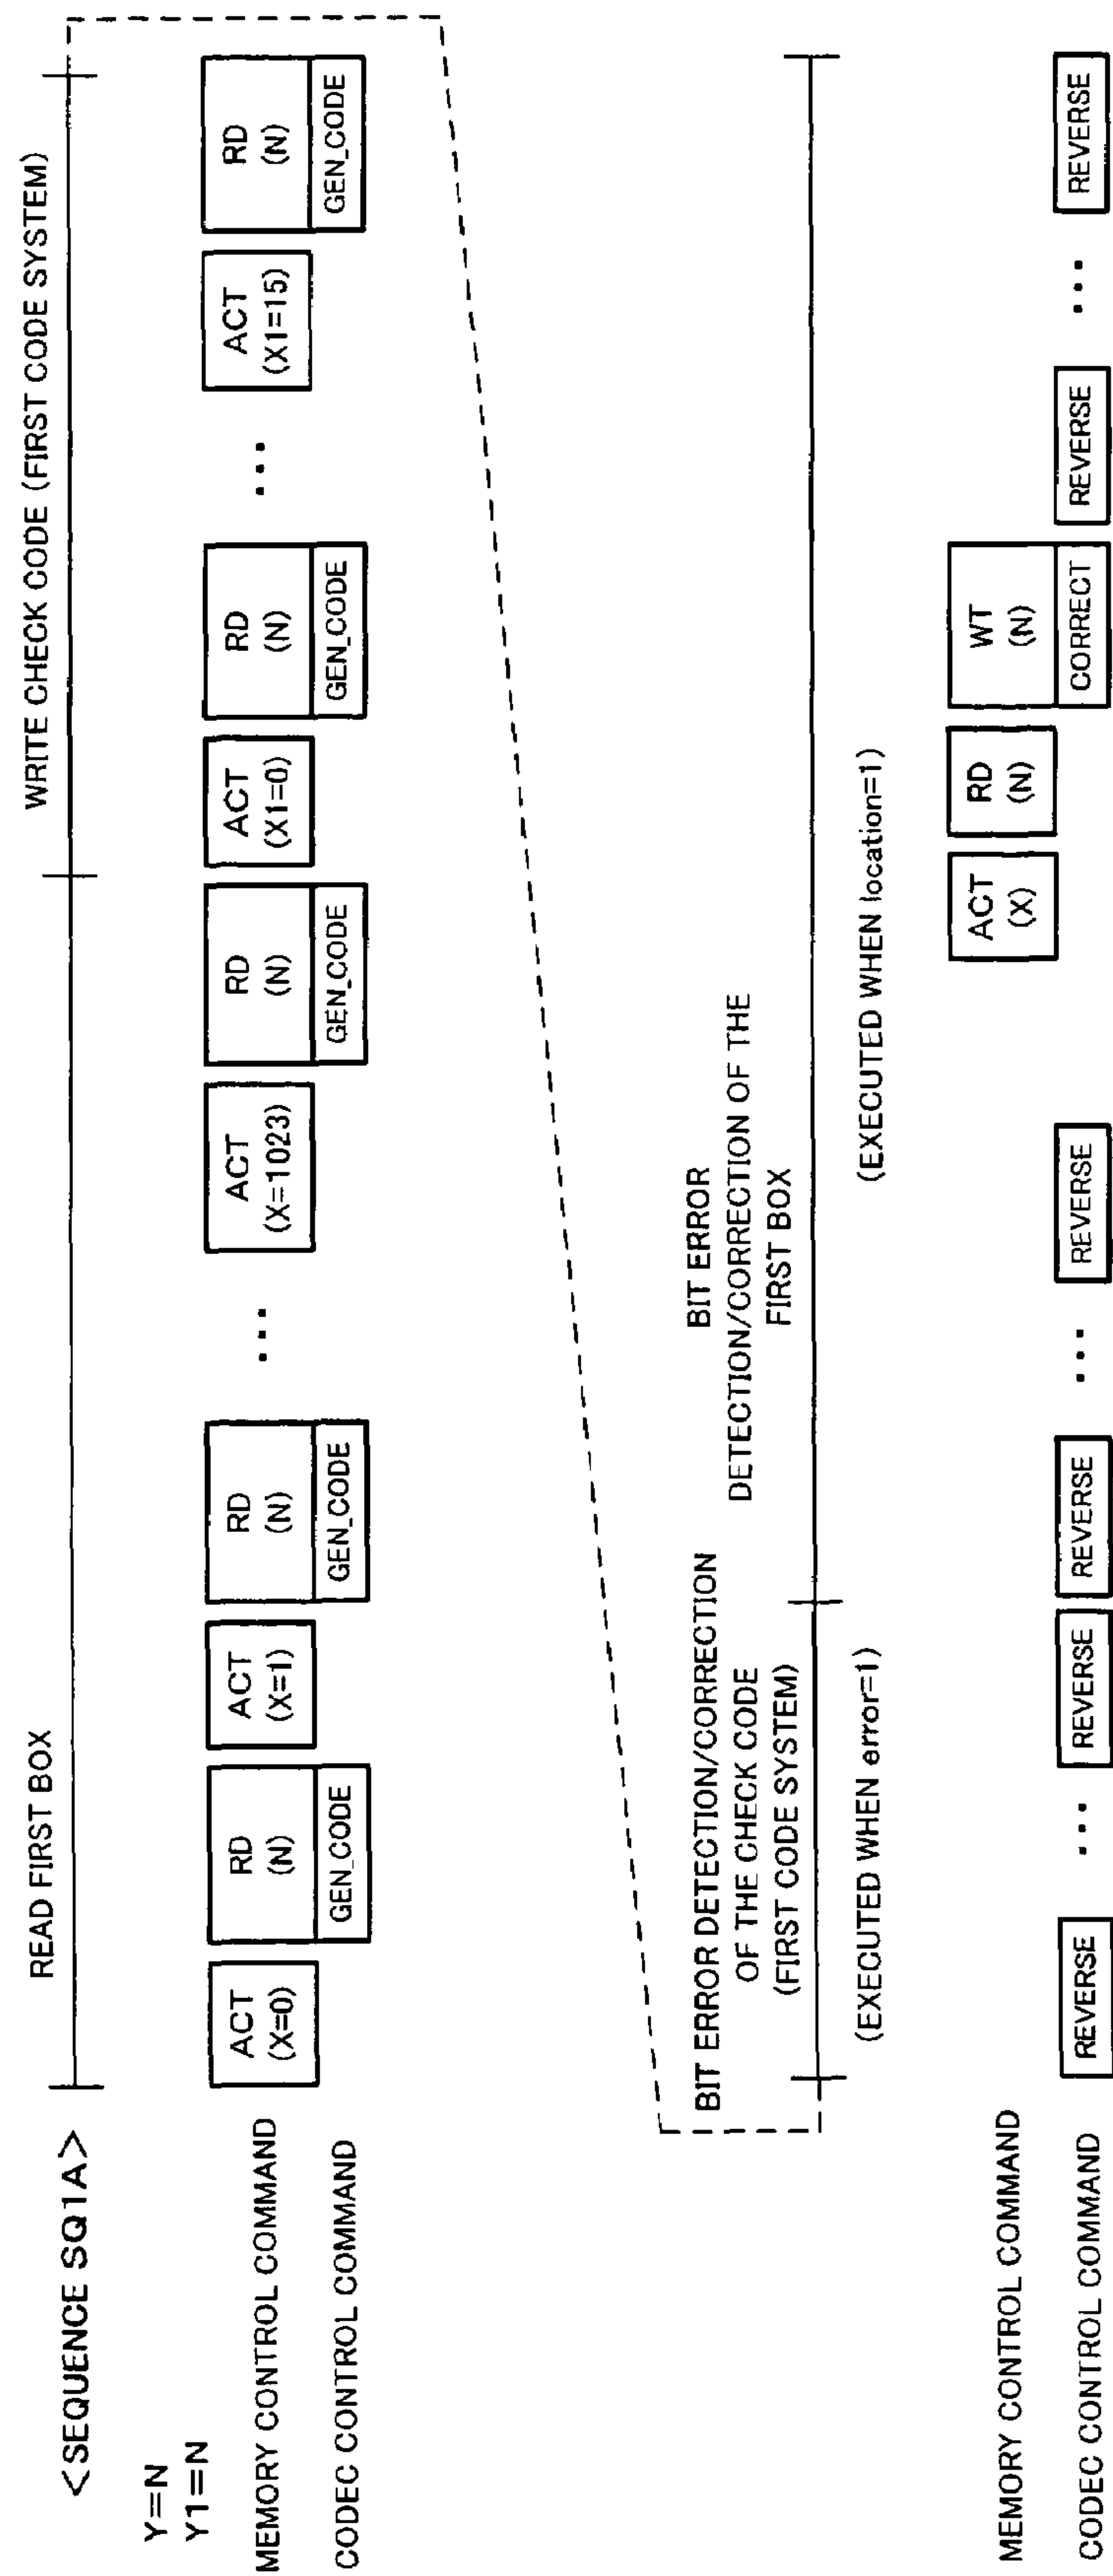 <SEQUENCE SQ1A>
Y=N
Y1=N
READ FIRST BOX
WRITE CHECK CODE (FIRST CODE SYSTEM)
MEMORY CONTROL COMMAND
ACT
(X=0)
RD
(N)
ACT
(X=1)
RD
(N)
...
ACT
(X=1023)
RD
(N)
ACT
(X1=0)
RD
(N)
...
ACT
(X1=15)
RD
(N)
CODEC CONTROL COMMAND
GEN_CODE
GEN_CODE
GEN_CODE
GEN_CODE
GEN_CODE
BIT ERROR DETECTION/CORRECTION
OF THE CHECK CODE
(FIRST CODE SYSTEM)
(EXECUTED WHEN error=1)
BIT ERROR
DETECTION/CORRECTION OF THE
FIRST BOX
(EXECUTED WHEN location=1)
MEMORY CONTROL COMMAND
ACT
(X)
RD
(N)
WT
(N)
CODEC CONTROL COMMAND
REVERSE
...
REVERSE
REVERSE
...
REVERSE
CORRECT
REVERSE
...
REVERSE